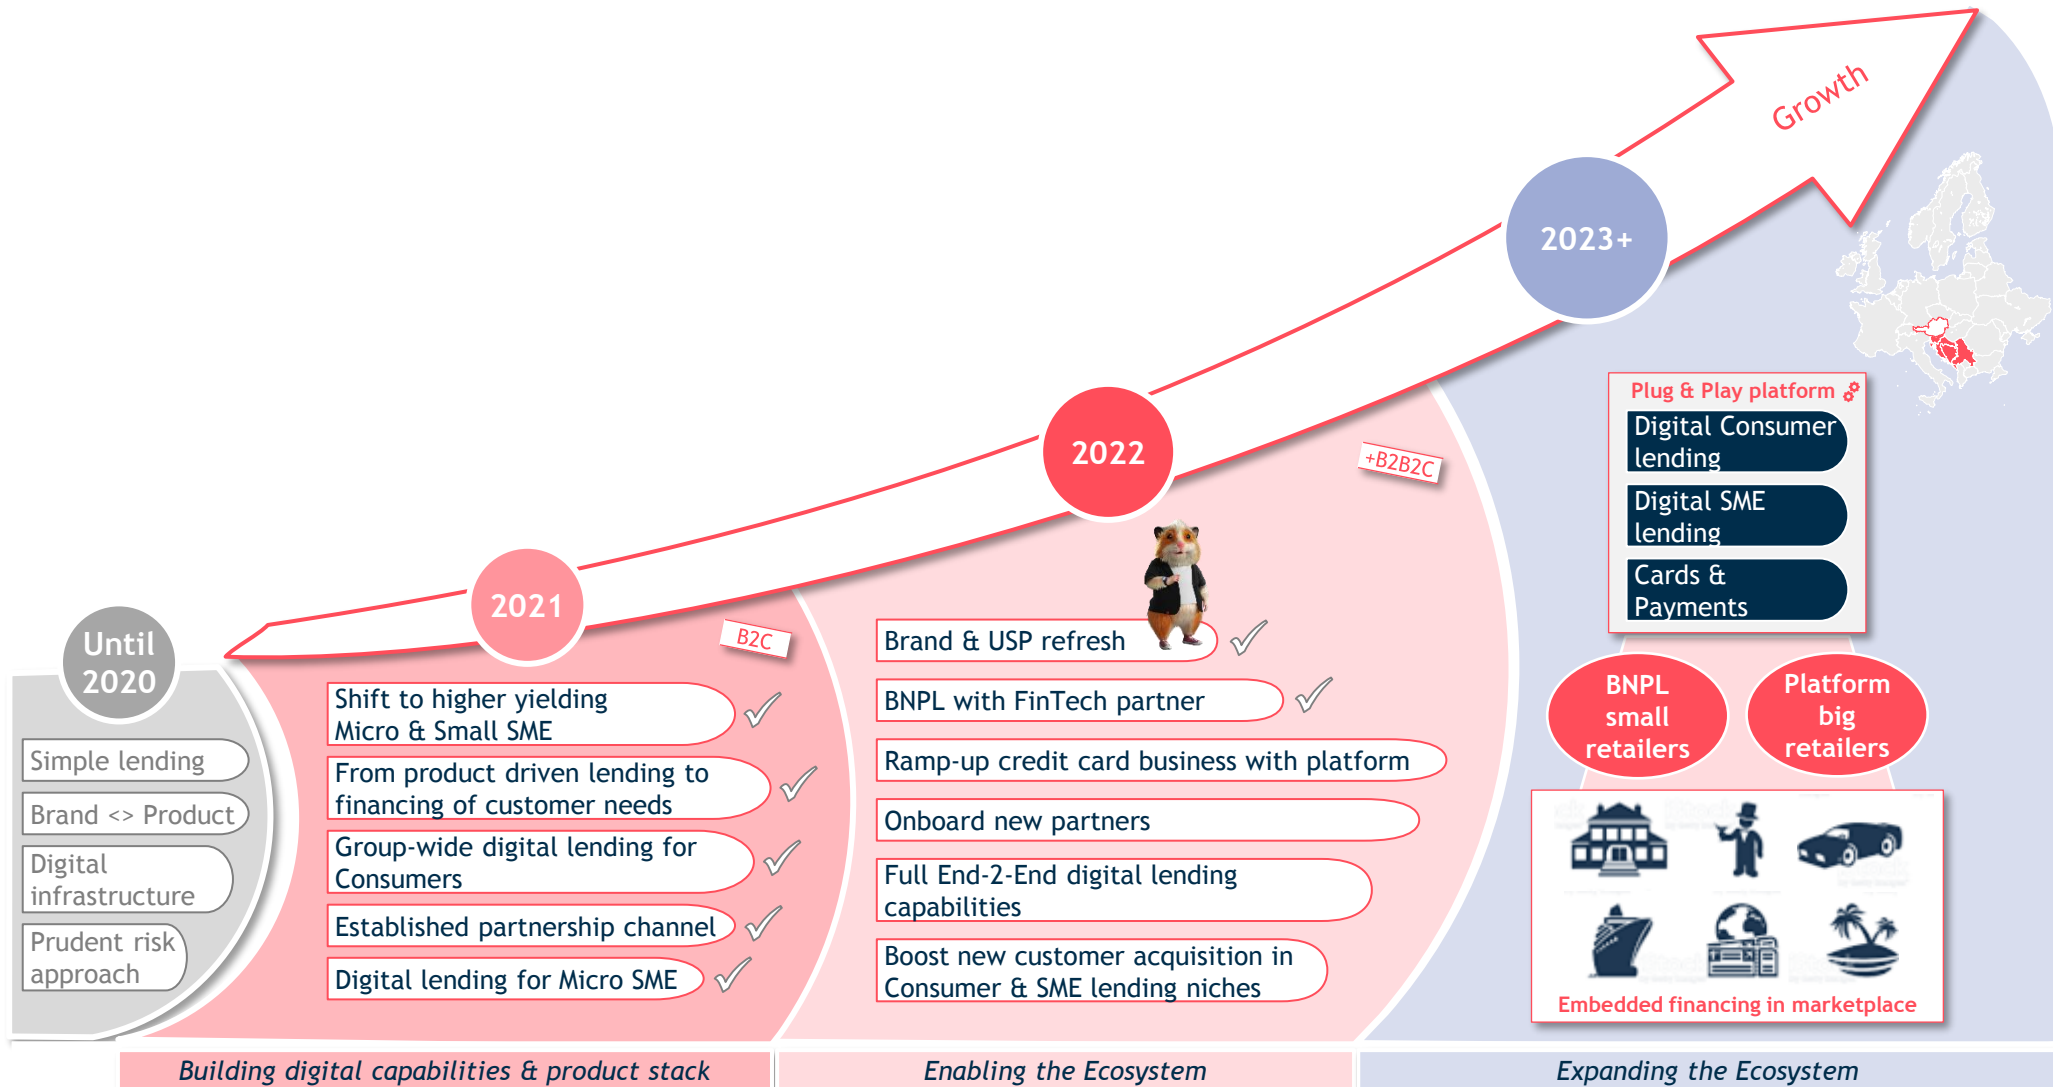 Growth
2023+
2022
2021
Until
2020
Simple lending
Brand <> Product
Digital
infrastructure
Prudent risk
approach
B2C
Shift to higher yielding
Micro & Small SME
From product driven lending to
financing of customer needs
Group-wide digital lending for
Consumers
Established partnership channel
Digital lending for Micro SME
+B2B2C
Brand & USP refresh
BNPL with FinTech partner
Ramp-up credit card business with platform
Onboard new partners
Full End-2-End digital lending
capabilities
Boost new customer acquisition in
Consumer & SME lending niches
Plug & Play platform
Digital Consumer
lending
Digital SME
lending
Cards &
Payments
BNPL
small
retailers
Platform
big
retailers
Embedded financing in marketplace
Building digital capabilities & product stack
Enabling the Ecosystem
Expanding the Ecosystem